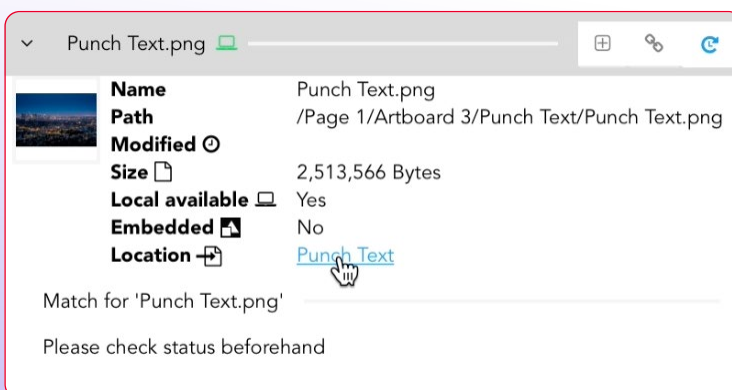 Punch Text.png
Name Punch Text.png
Path /Page 1/Artboard 3/Punch Text/Punch Text.png
Modified
Size 2,513,566 Bytes
Local available Yes
Embedded No
Location Punch Text
Match for 'Punch Text.png'
Please check status beforehand